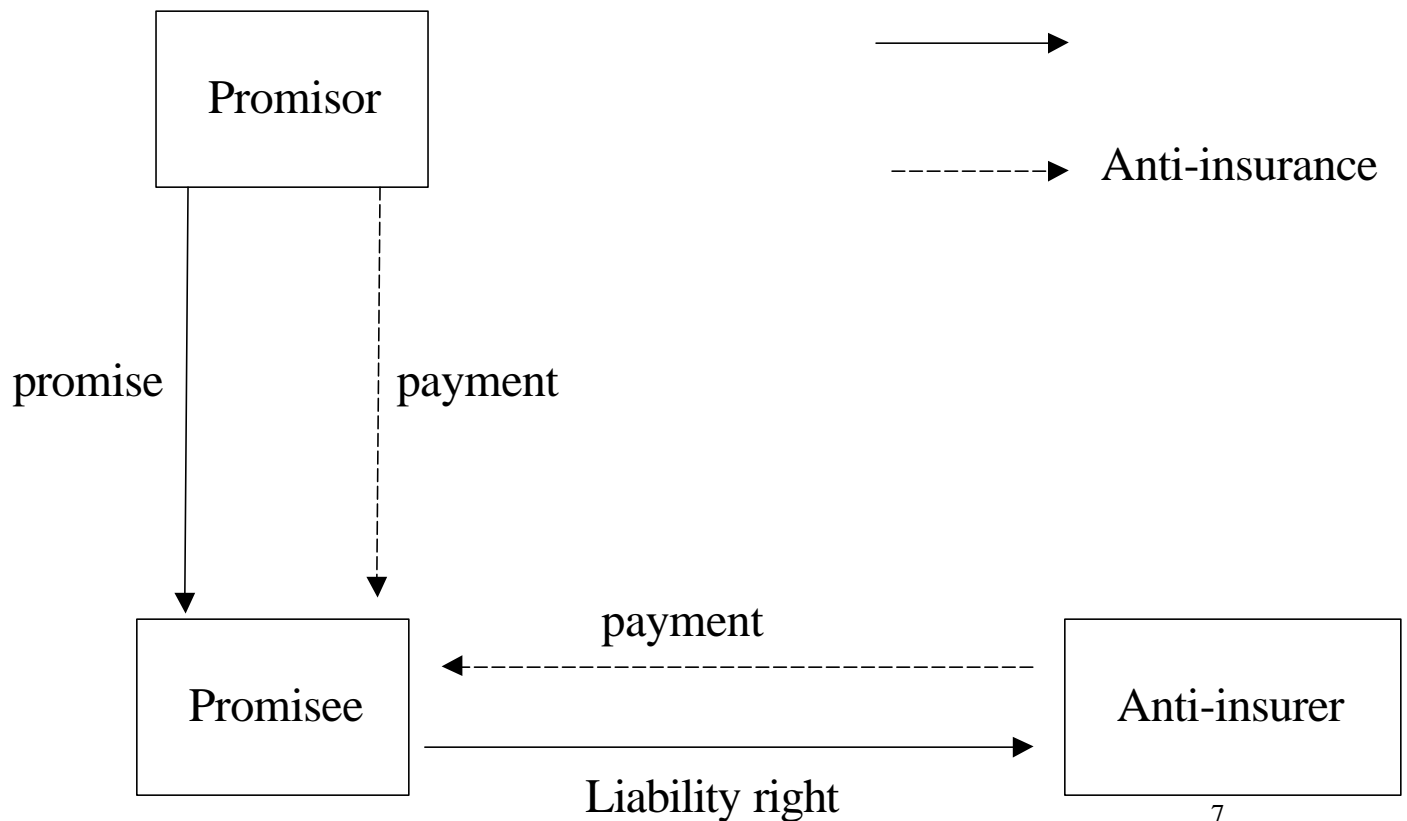 Promisor
Anti-insurance
promise
payment
payment
Promisee
Anti-insurer
Liability right
7